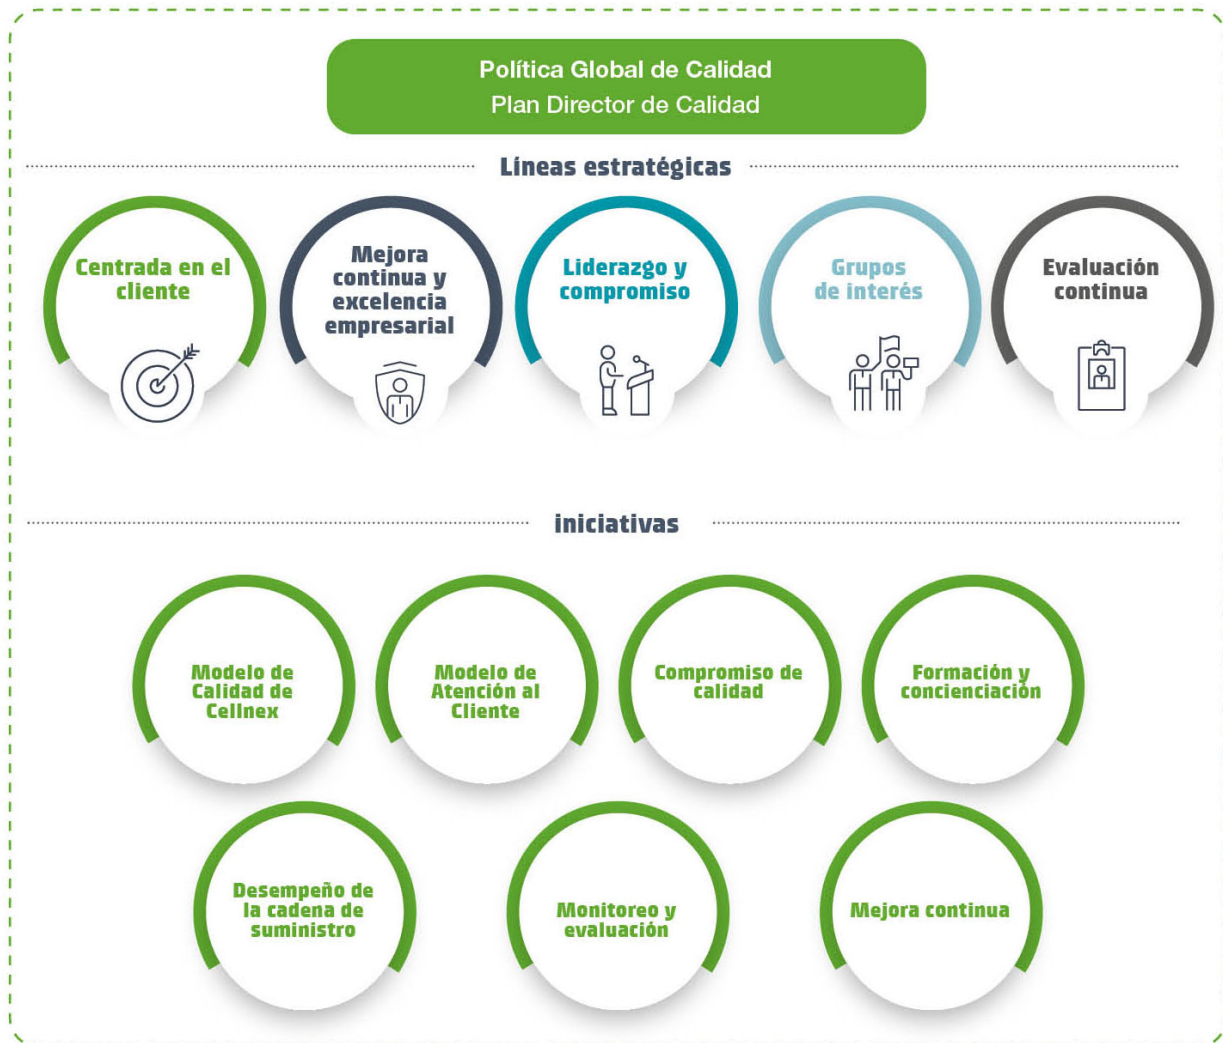 Política Global de Calidad
Plan Director de Calidad
Líneas estratégicas
Centrada en el
cliente
Mejora
continua y
excelencia
empresarial
Liderazgo y
compromiso
Grupos
de interés
Evaluación
continua
iniciativas
Modelo de
Calidad de
Cellnex
Modelo de
Atención al
Cliente
Compromiso de
calidad
Formación y
concienciación
Desempeño de
la cadena de
suministro
Monitoreo y
evaluación
Mejora continua